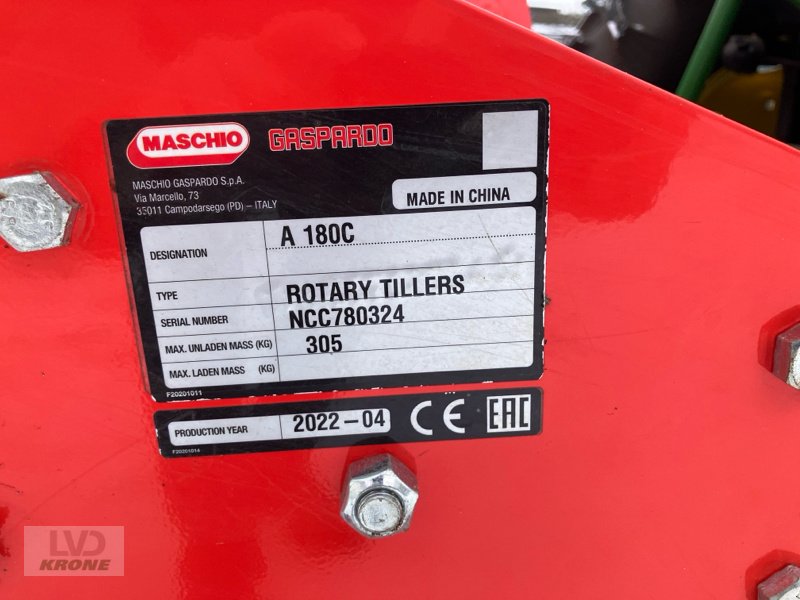 MASCHIO GASPARDO
MASCHIO GASPARDO S.p.A.
Via Marcello, 73
35011 Campodarsego (PD) – ITALY
MADE IN CHINA
DESIGNATION A 180C
TYPE ROTARY TILLERS
SERIAL NUMBER NCC780324
MAX. UNLADEN MASS (KG) 305
MAX. LADEN MASS (KG)
F20201011
PRODUCTION YEAR 2022-04 CE EAC
F20201014
LVD
KRONE